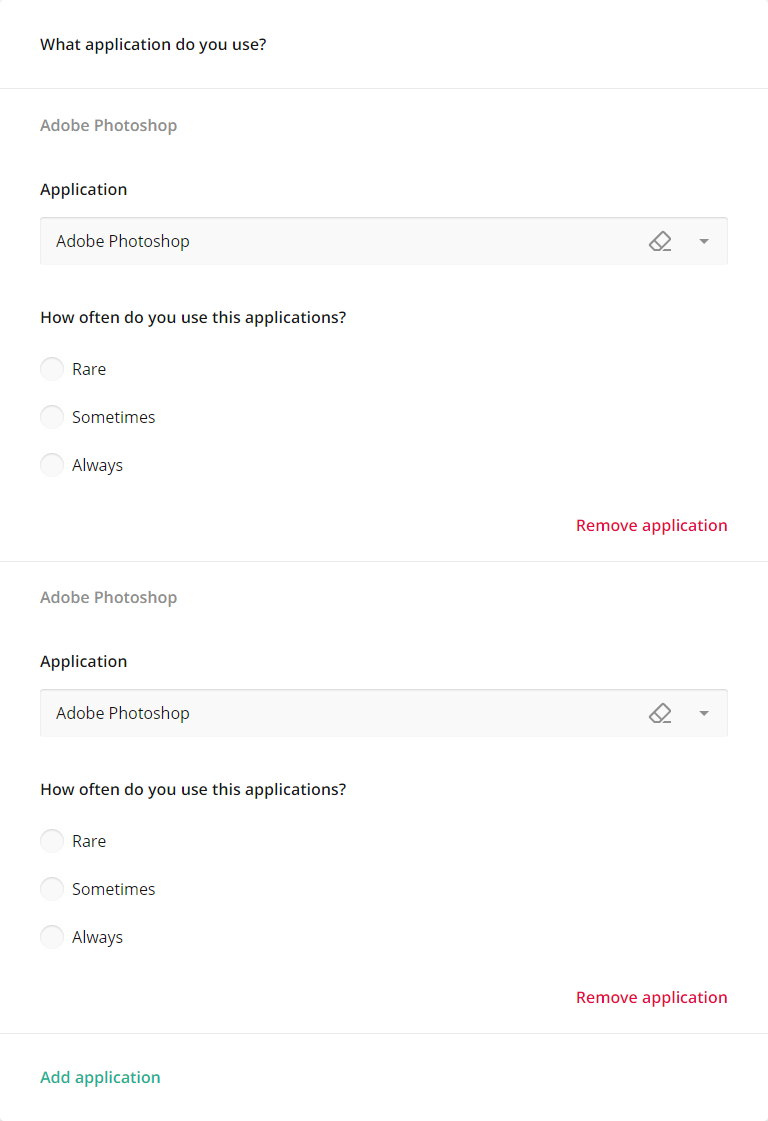 What application do you use?
Adobe Photoshop
Application
Adobe Photoshop
How often do you use this applications?
Rare
Sometimes
Always
Remove application
Adobe Photoshop
Application
Adobe Photoshop
How often do you use this applications?
Rare
Sometimes
Always
Remove application
Add application